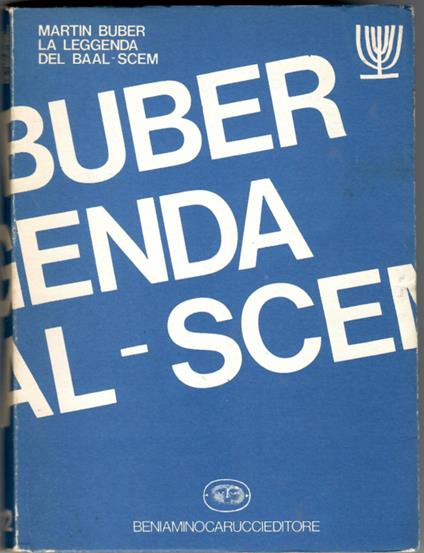 MARTIN BUBER
LA LEGGENDA
DEL BAAL-SCEM
BUBER
GENDA
AL-SCEM
BENIAMINOCARUCCIEDITORE